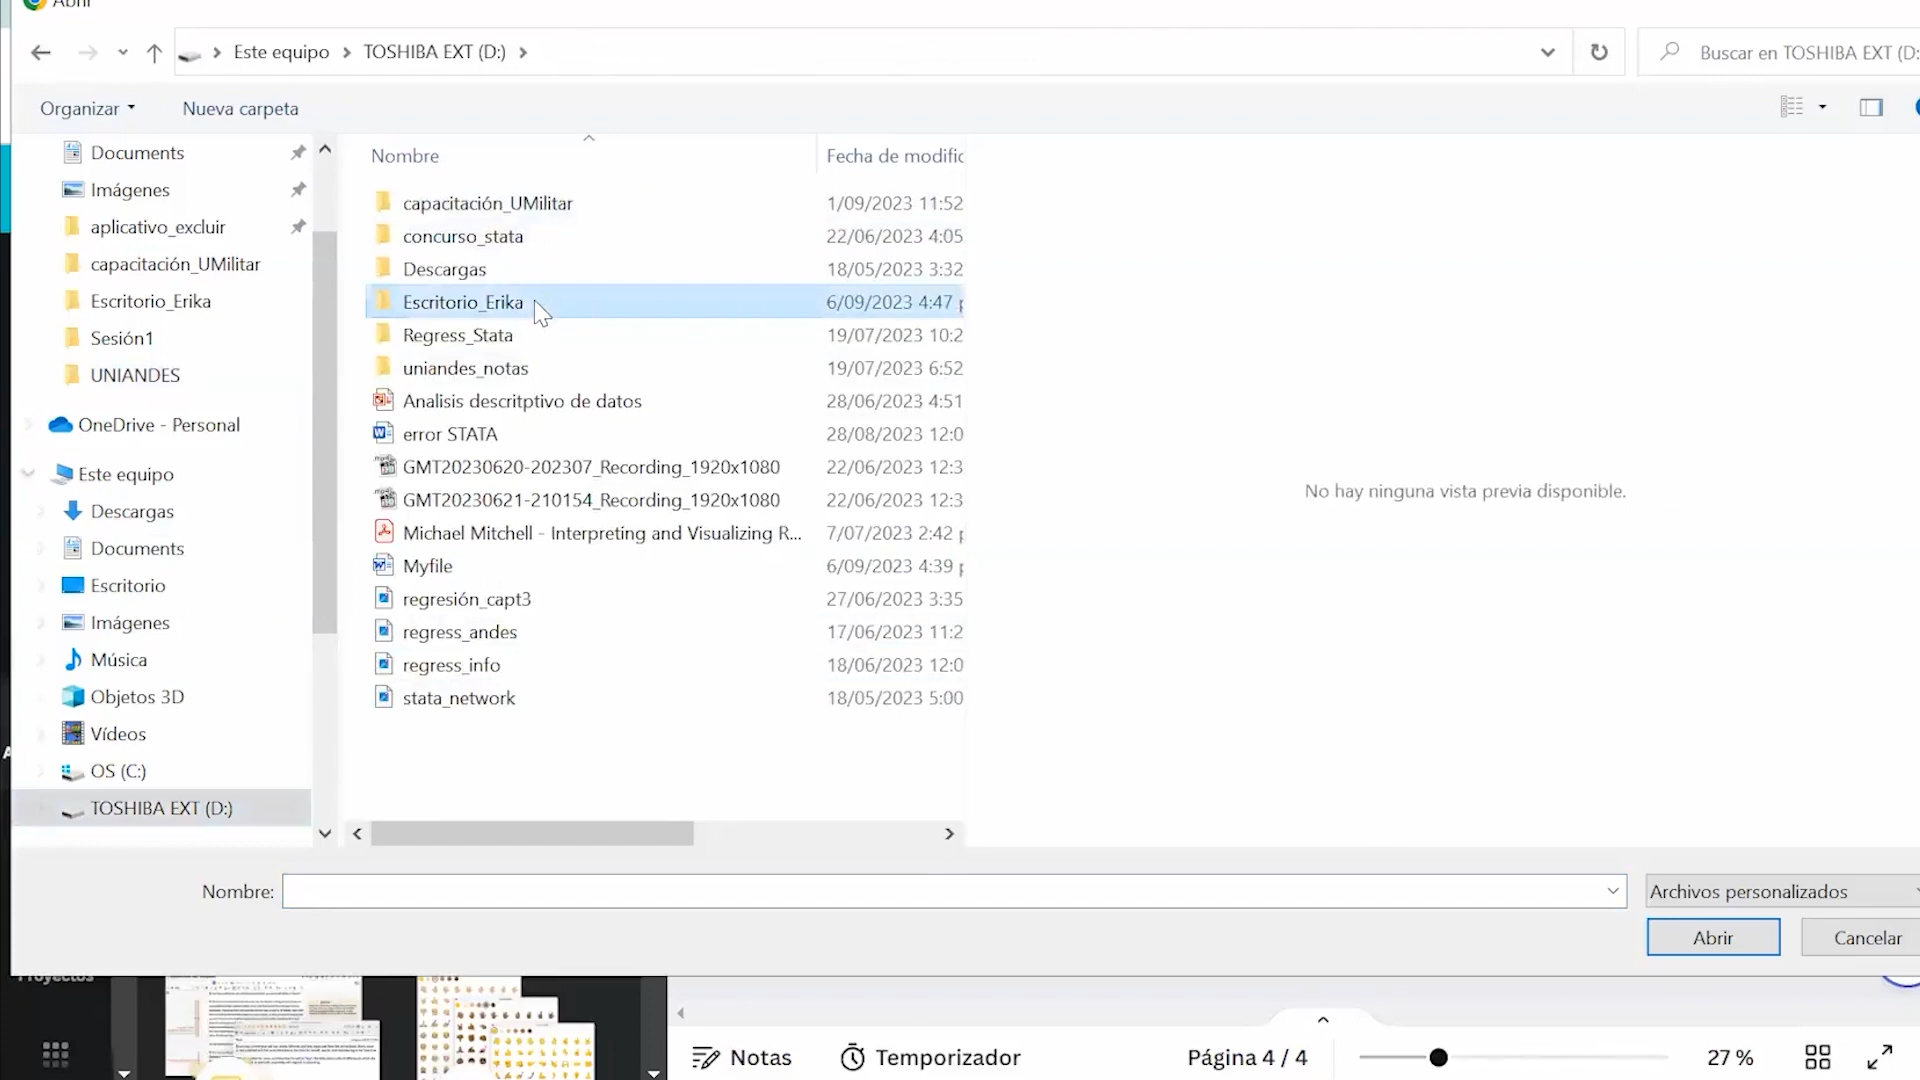 Abrir
Este equipo > TOSHIBA EXT (D:) >
Buscar en TOSHIBA EXT (D:
Organizar
Nueva carpeta
Documents
Imágenes
aplicativo_excluir
capacitación_UMilitar
Escritorio_Erika
Sesión1
UNIANDES
OneDrive - Personal
Este equipo
Descargas
Documents
Escritorio
Imágenes
Música
Objetos 3D
Vídeos
OS (C:)
TOSHIBA EXT (D:)
Nombre Fecha de modific
capacitación_UMilitar 1/09/2023 11:52
concurso_stata 22/06/2023 4:05
Descargas 18/05/2023 3:32
Escritorio_Erika 6/09/2023 4:47 p
Regress_Stata 19/07/2023 10:2
uniandes_notas 19/07/2023 6:52
Analisis descritptivo de datos 28/06/2023 4:51
error STATA 28/08/2023 12:0
GMT20230620-202307_Recording_1920x1080 22/06/2023 12:3
GMT20230621-210154_Recording_1920x1080 22/06/2023 12:3
Michael Mitchell - Interpreting and Visualizing R... 7/07/2023 2:42 p
Myfile 6/09/2023 4:39 p
regresión_capt3 27/06/2023 3:35
regress_andes 17/06/2023 11:2
regress_info 18/06/2023 12:0
stata_network 18/05/2023 5:00
No hay ninguna vista previa disponible.
Nombre:
Archivos personalizados
Abrir
Cancelar
Proyectos
Notas
Temporizador
Página 4 / 4
27 %